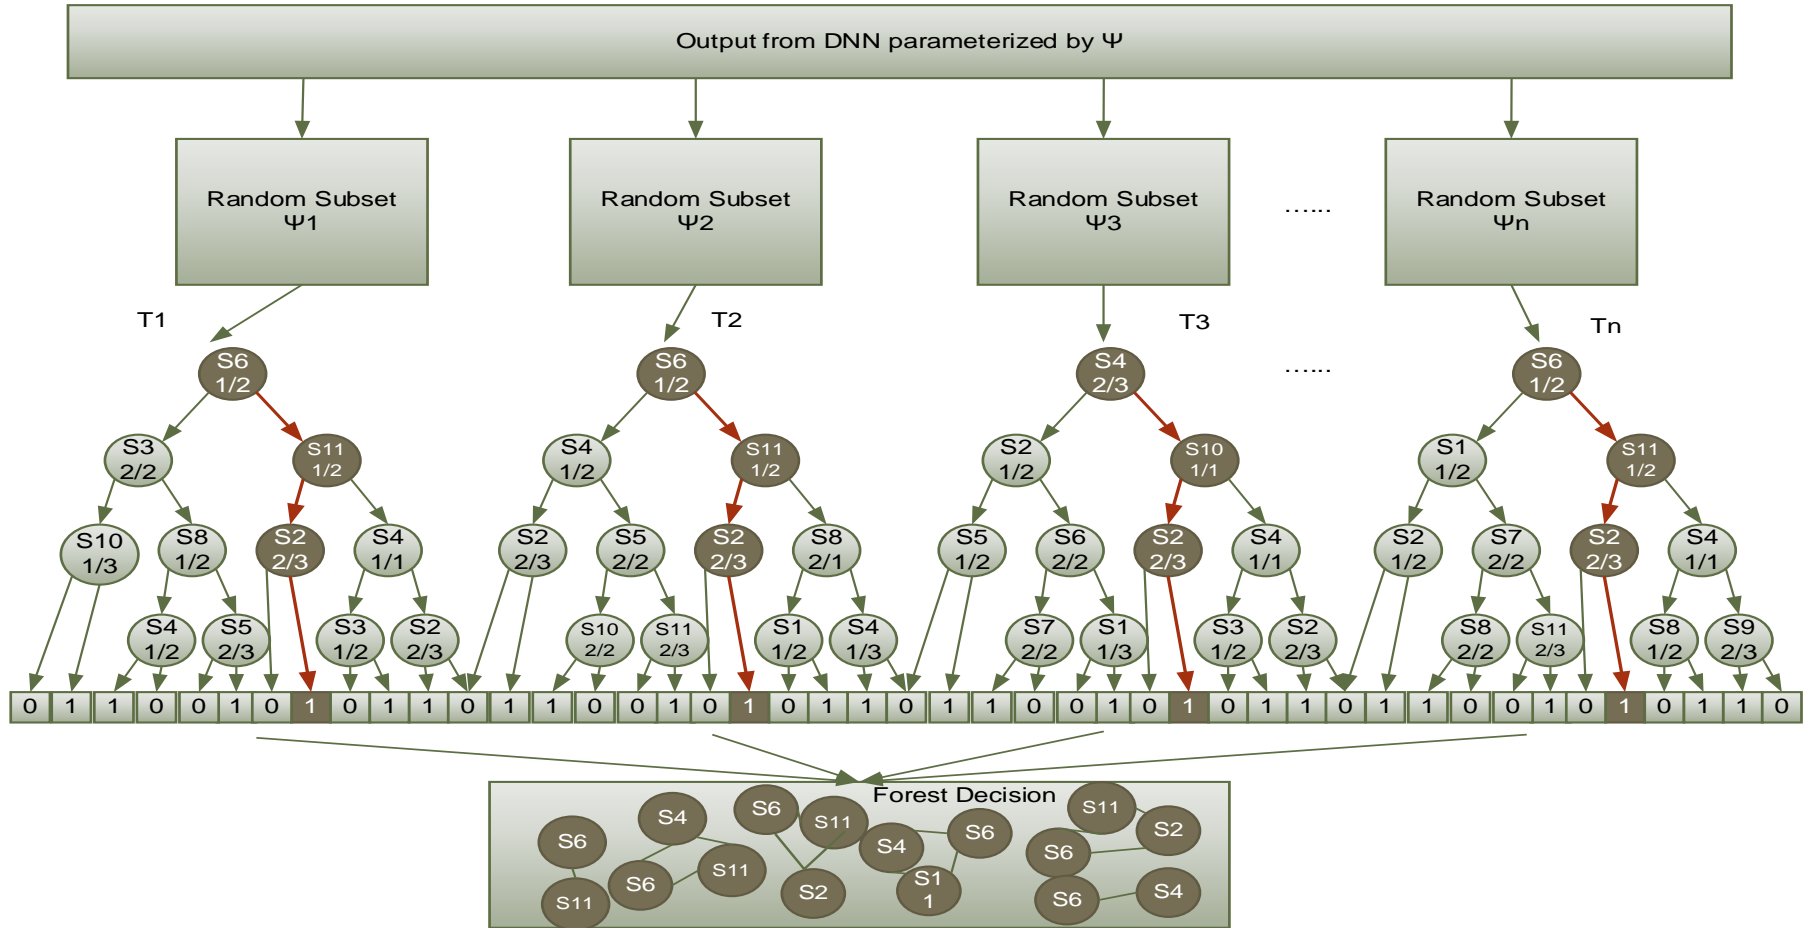 Output from DNN parameterized by Ψ
Random Subset
Ψ1
Random Subset
Ψ2
Random Subset
Ψ3
......
Random Subset
Ψn
T1
T2
T3
Tn
S6
1/2
S6
1/2
S4
2/3
......
S6
1/2
S3
2/2
S11
1/2
S4
1/2
S11
1/2
S2
1/2
S10
1/1
S1
1/2
S11
1/2
S10
1/3
S8
1/2
S2
2/3
S4
1/1
S2
2/3
S5
2/2
S2
2/3
S8
2/1
S5
1/2
S6
2/2
S2
2/3
S4
1/1
S2
1/2
S7
2/2
S2
2/3
S4
1/1
S4
1/2
S5
2/3
S3
1/2
S2
2/3
S10
2/2
S11
2/3
S1
1/2
S4
1/3
S7
2/2
S1
1/3
S3
1/2
S2
2/3
S8
2/2
S11
2/3
S8
1/2
S9
2/3
0 1 1 0 0 1 0 1 0 1 1 0 1 1 0 0 1 0 1 0 1 1 0 1 1 0 0 1 0 1 0 1 1 0 1 1 0 0 1 0 1 0 1 1 0
Forest Decision
S6
S11
S4
S6
S11
S6
S11
S2
S4
S6
S1
1
S11
S2
S6
S6
S4